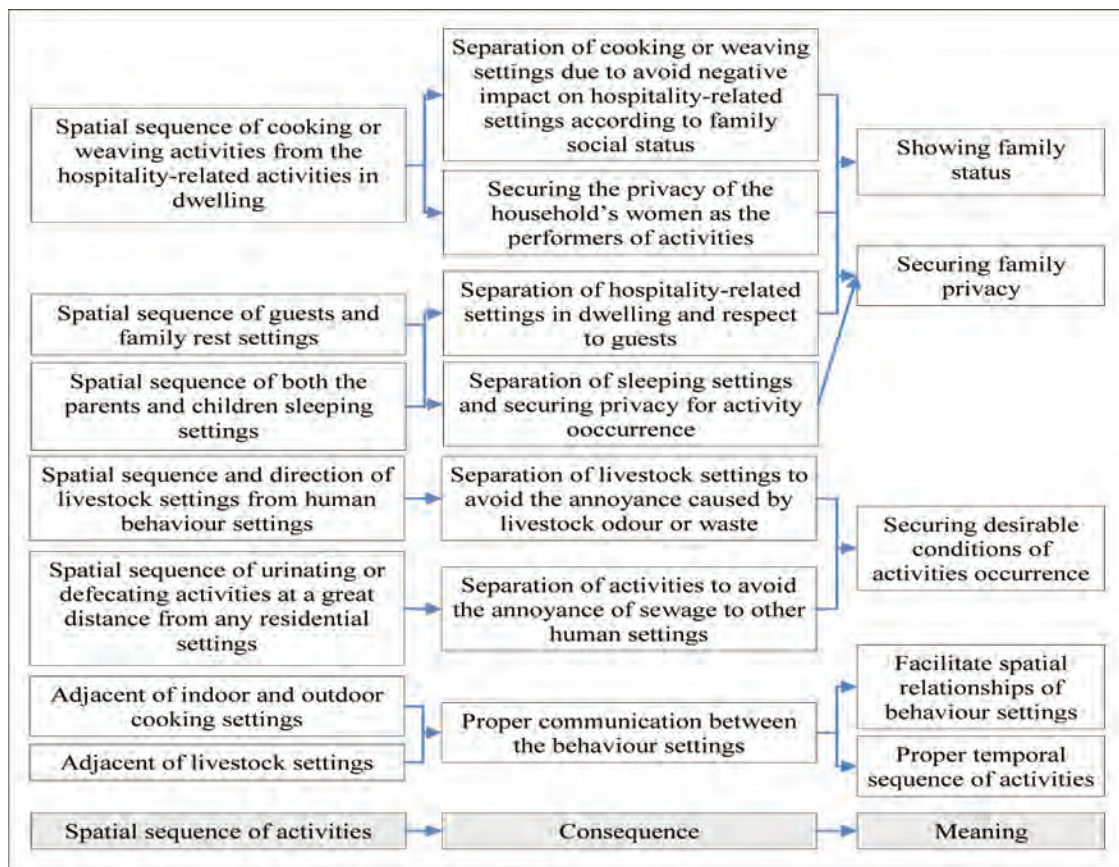 Spatial sequence of cooking or
weaving activities from the
hospitality-related activities in
dwelling
Spatial sequence of guests and
family rest settings
Spatial sequence of both the
parents and children sleeping
settings
Spatial sequence and direction of
livestock settings from human
behaviour settings
Spatial sequence of urinating or
defecating activities at a great
distance from any residential
settings
Adjacent of indoor and outdoor
cooking settings
Adjacent of livestock settings
Spatial sequence of activities
Separation of cooking or weaving
settings due to avoid negative
impact on hospitality-related
settings according to family
social status
Securing the privacy of the
household’s women as the
performers of activities
Separation of hospitality-related
settings in dwelling and respect
to guests
Separation of sleeping settings
and securing privacy for activity
ooccurrence
Separation of livestock settings to
avoid the annoyance caused by
livestock odour or waste
Separation of activities to avoid
the annoyance of sewage to other
human settings
Proper communication between
the behaviour settings
Consequence
Showing family
status
Securing family
privacy
Securing desirable
conditions of
activities occurrence
Facilitate spatial
relationships of
behaviour settings
Proper temporal
sequence of activities
Meaning